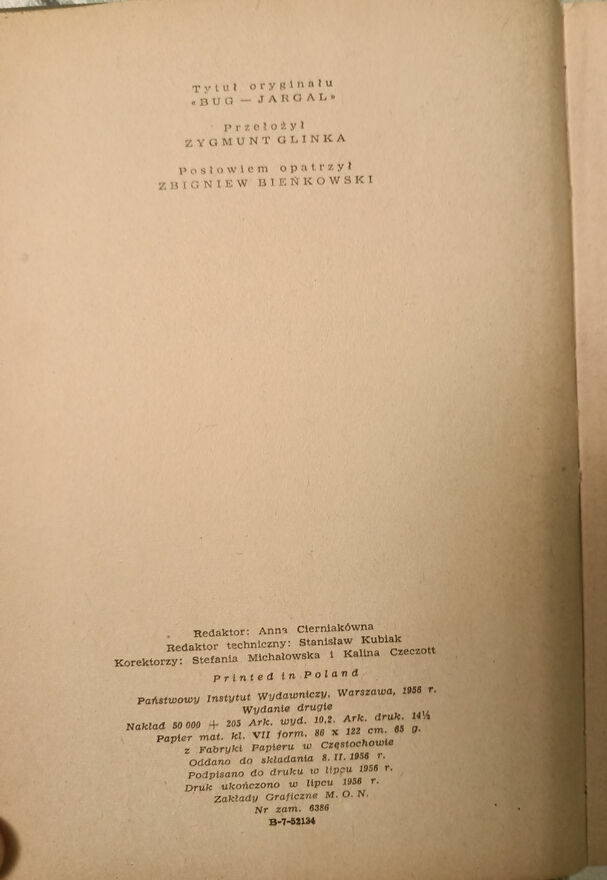 Tytuł oryginału
«BUG — JARGAL»
Przełożył
ZYGMUNT GLINKA
Posłowiem opatrzył
ZBIGNIEW BIEŃKOWSKI
Redaktor: Anna Cierniakówna
Redaktor techniczny: Stanisław Kubiak
Korektorzy: Stefania Michałowska i Kalina Czeczott
Printed in Poland
Państwowy Instytut Wydawniczy, Warszawa, 1956 r.
Wydanie drugie
Nakład 50 000 + 205 Ark. wyd. 10,2. Ark. druk. 14½
Papier mat. kl. VII form. 86 x 122 cm. 65 g.
z Fabryki Papieru w Częstochowie
Oddano do składania 8. II. 1956 r.
Podpisano do druku w lipcu 1956 r.
Druk ukończono w lipcu 1956 r.
Zakłady Graficzne M. O. N.
Nr zam. 6386
B-7-52134